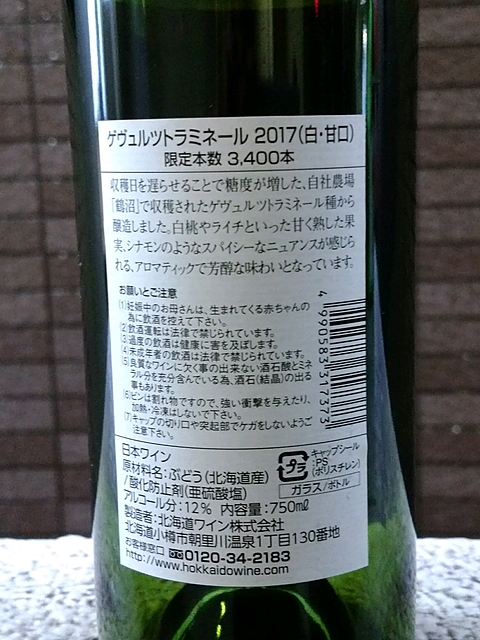 ゲヴュルツトラミネール 2017(白・甘口)
限定本数 3,400本
収穫日を遅らせることで糖度が増した、自社農場
「鶴沼」で収穫されたゲヴュルツトラミネール種から
醸造しました。白桃やライチといった甘く熟した果
実、シナモンのようなスパイシーなニュアンスが感じら
れる、アロマティックで芳醇な味わいとなっています。
お願いとご注意
(1)妊娠中のお母さんは、生まれてくる赤ちゃんの
為に飲酒を控えて下さい。
(2)飲酒運転は法律で禁じられています。
(3)過度の飲酒は健康に害を及ぼします。
(4)未成年者の飲酒は法律で禁じられています。
(5)良質なワインに欠く事の出来ない酒石酸とミネ
ラル分を充分含んでいる為、酒石(結晶)の出る
事もあります。
(6)ビンは割れ物ですので、強い衝撃を与えたり、
加熱・冷凍はしないで下さい。
(7)キャップの切り口や突起部でケガをしないようご
注意下さい。
4 990583 317573
日本ワイン
原材料名:ぶどう(北海道産)
/酸化防止剤(亜硫酸塩)
アルコール分:12% 内容量:750mℓ
製造者:北海道ワイン株式会社
北海道小樽市朝里川温泉1丁目130番地
お客様窓口 0120-34-2183
http://www.hokkaidowine.com
プラ
キャップシール
:PS
(ポリスチレン)
ガラス/ボトル